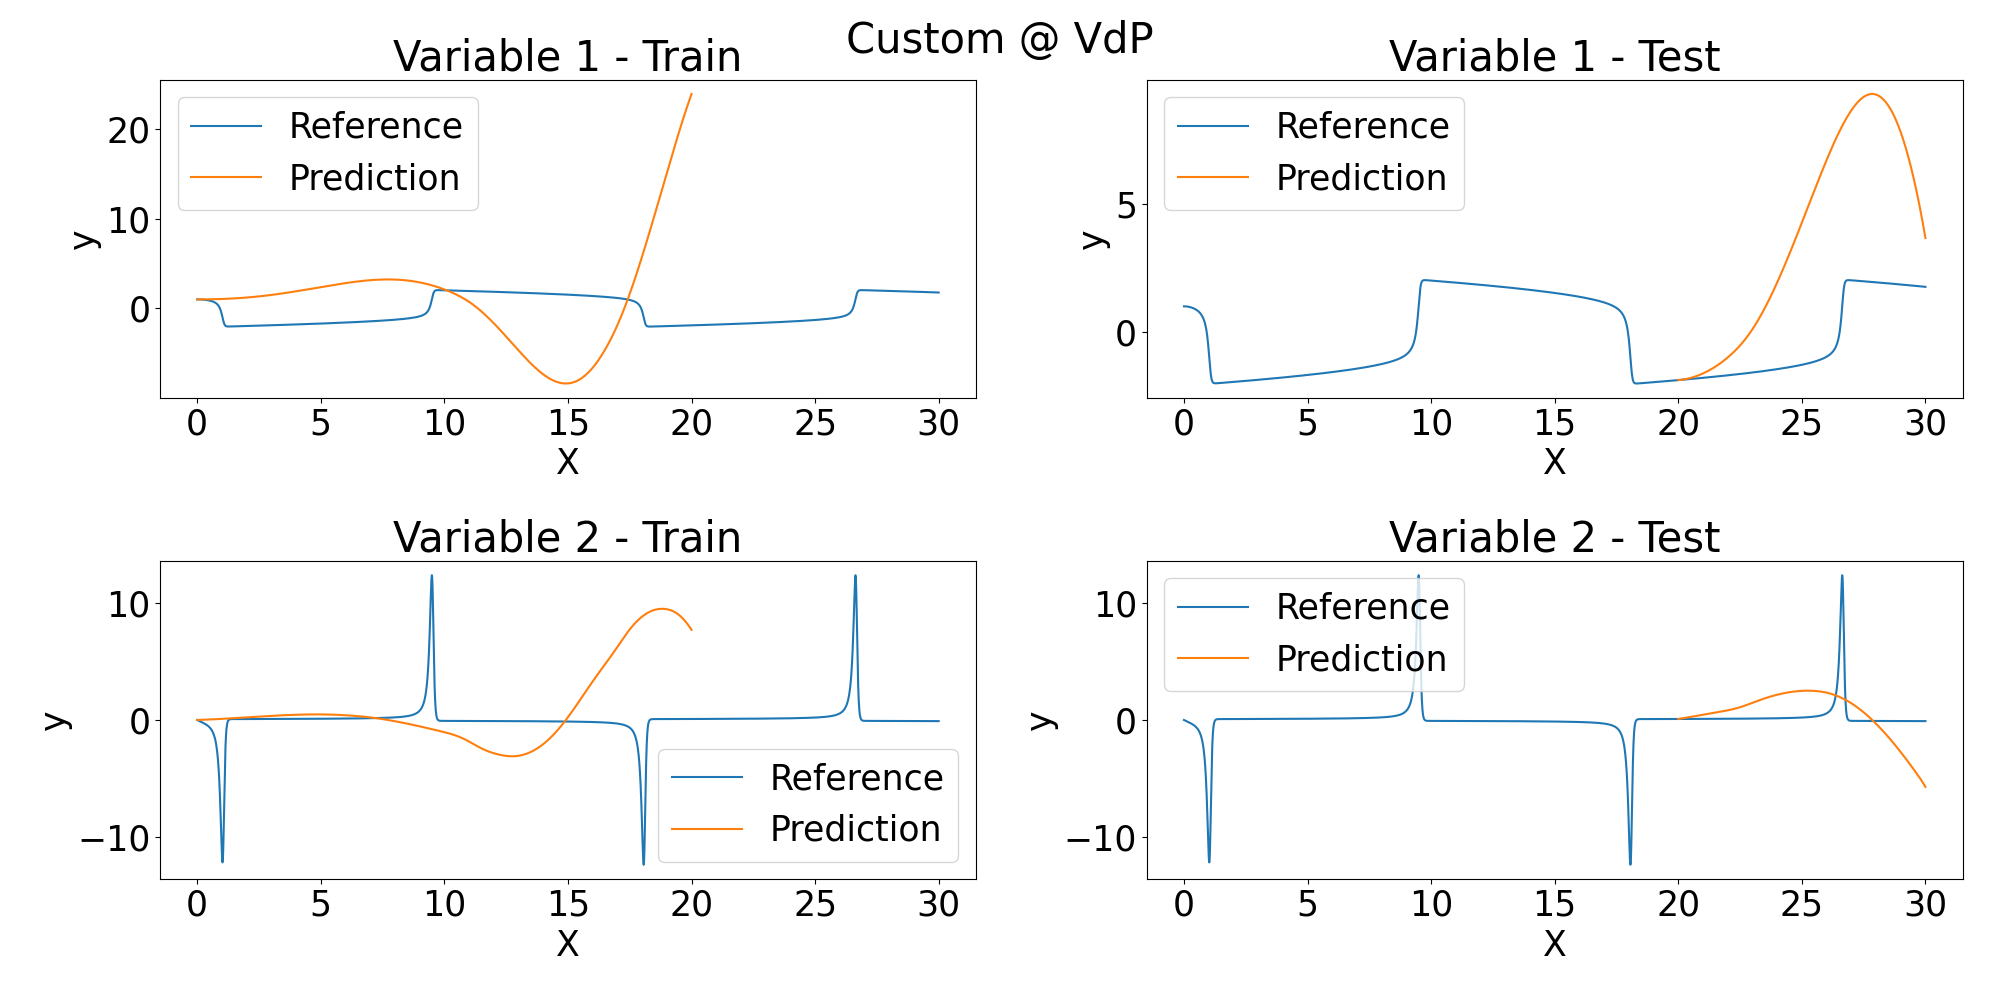 Custom @ VdP
Variable 1 - Train
Reference
Prediction
20
10
0
y
0 5 10 15 20 25 30
X
Variable 1 - Test
Reference
Prediction
5
0
y
0 5 10 15 20 25 30
X
Variable 2 - Train
10
0
−10
y
Reference
Prediction
0 5 10 15 20 25 30
X
Variable 2 - Test
Reference
Prediction
10
0
−10
y
0 5 10 15 20 25 30
X